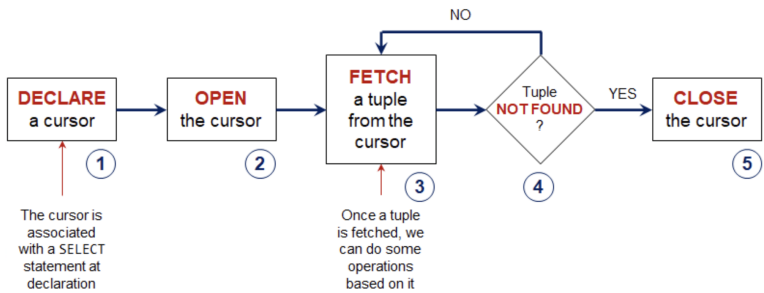 NO
DECLARE
a cursor
OPEN
the cursor
FETCH
a tuple
from the
cursor
Tuple
NOT FOUND
?
YES
CLOSE
the cursor
1
2
3
4
5
The cursor is
associated
with a SELECT
statement at
declaration
Once a tuple
is fetched, we
can do some
operations
based on it